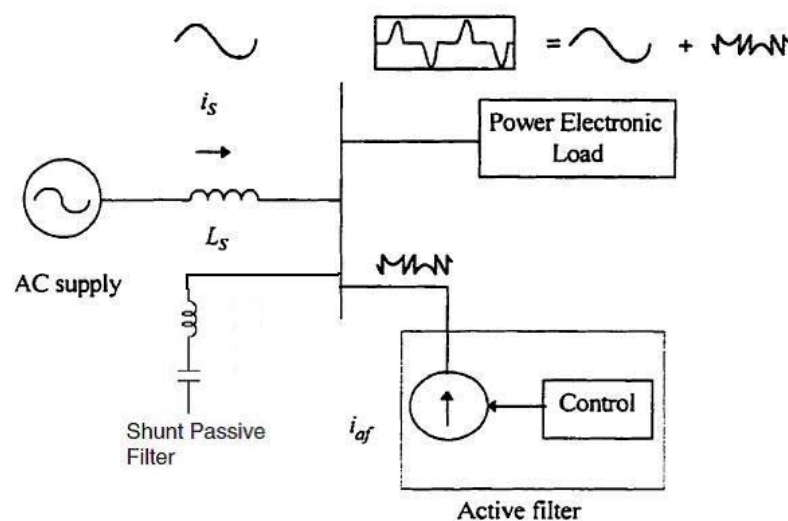 = +
i_s
Power Electronic
Load
L_s
AC supply
Shunt Passive
Filter
i_af
Control
Active filter